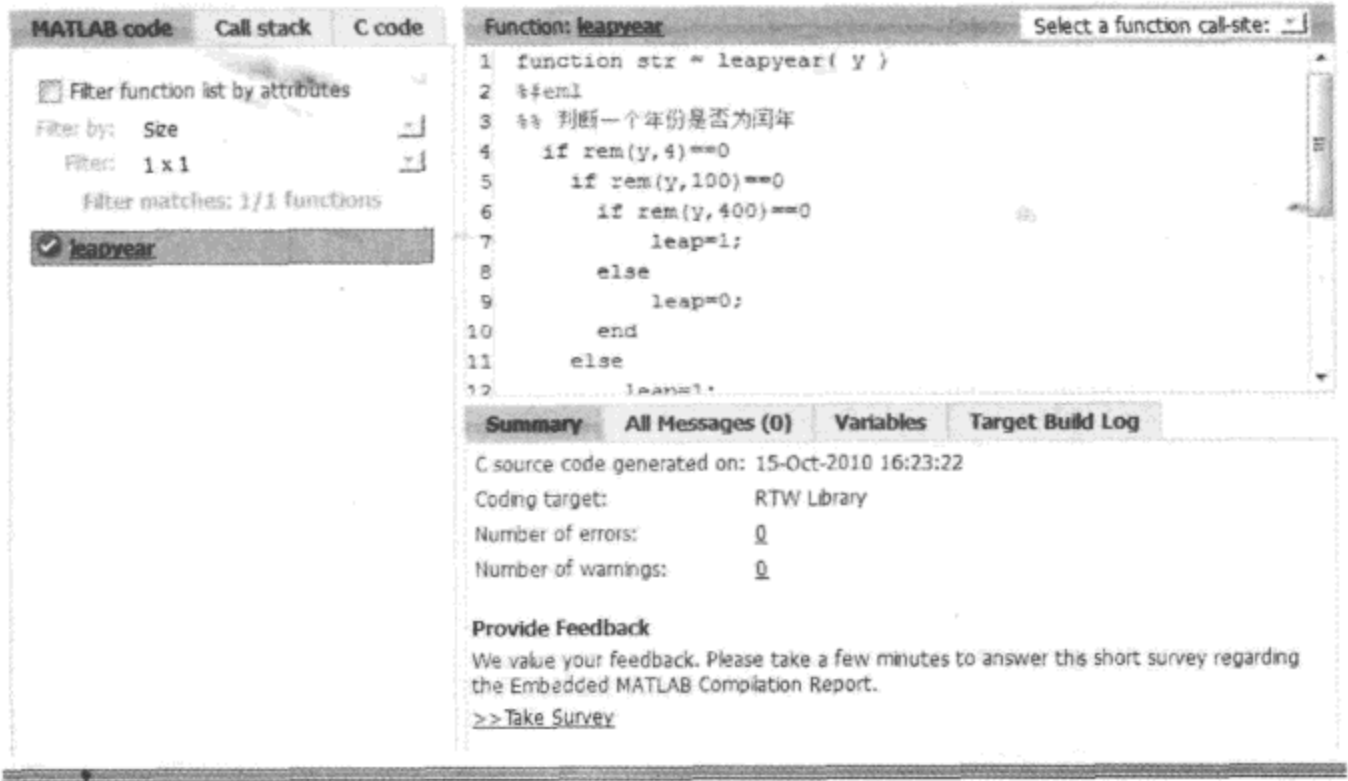 MATLAB code Call stack C code
Filter function list by attributes
Filter by: Size
Filter: 1 x 1
Filter matches: 1/1 functions
leapyear
Function: leapyear Select a function call-site:
1 function str = leapyear( y )
2 %#eml
3 %% 判断一个年份是否为闰年
4 if rem(y,4)==0
5 if rem(y,100)==0
6 if rem(y,400)==0
7 leap=1;
8 else
9 leap=0;
10 end
11 else
12 leap=1;
Summary All Messages (0) Variables Target Build Log
C source code generated on: 15-Oct-2010 16:23:22
Coding target: RTW Library
Number of errors: 0
Number of warnings: 0
Provide Feedback
We value your feedback. Please take a few minutes to answer this short survey regarding
the Embedded MATLAB Compilation Report.
>>Take Survey